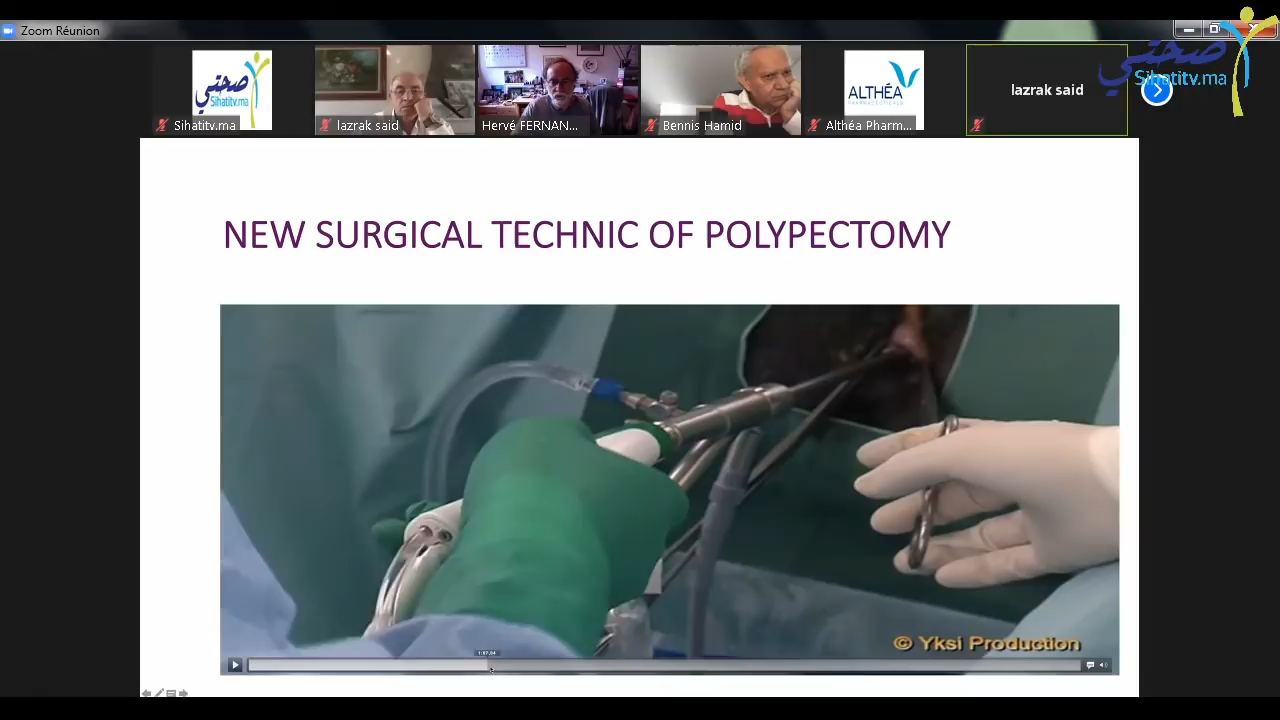 Zoom Réunion
صحتي
Sihatitv.ma
صحتي
Sihatitv.ma
ALTHÉA
PHARMACEUTICALS
lazrak said
Sihatitv.ma
lazrak said
Hervé FERNAN...
Bennis Hamid
Althéa Pharm...
NEW SURGICAL TECHNIC OF POLYPECTOMY
© Yksi Production